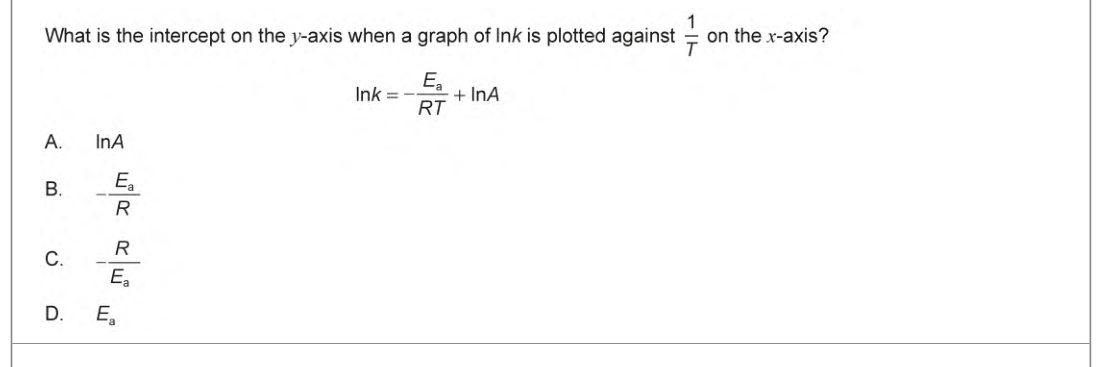 What is the intercept on the y-axis when a graph of lnk is plotted against 1/T on the x-axis?
lnk = -Eₐ/RT + lnA
A. lnA
B. -Eₐ/R
C. -R/Eₐ
D. Eₐ